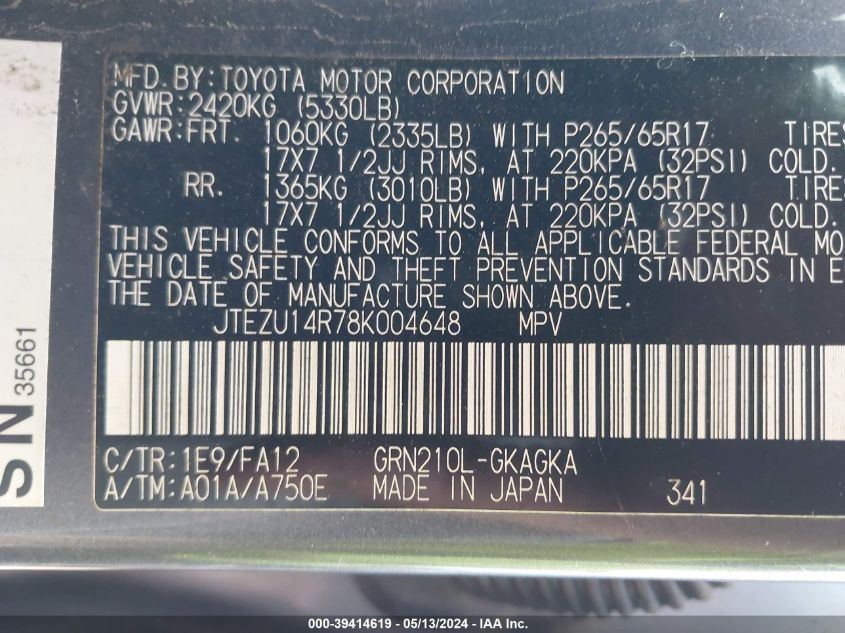 MFD. BY: TOYOTA MOTOR CORPORATION
GVWR: 2420KG (5330LB)
GAWR: FRT. 1060KG (2335LB) WITH P265/65R17 TIRES
17X7 1/2JJ RIMS, AT 220KPA (32PSI) COLD.
RR. 1365KG (3010LB) WITH P265/65R17 TIRES
17X7 1/2JJ RIMS, AT 220KPA (32PSI) COLD.
THIS VEHICLE CONFORMS TO ALL APPLICABLE FEDERAL MO
VEHICLE SAFETY AND THEFT PREVENTION STANDARDS IN E
THE DATE OF MANUFACTURE SHOWN ABOVE.
JTEZU14R78K004648 MPV
C/TR: 1E9/FA12 GRN210L-GKAGKA
A/TM: A01A/A750E MADE IN JAPAN 341
SN 35661
000-39414619 - 05/13/2024 - IAA Inc.